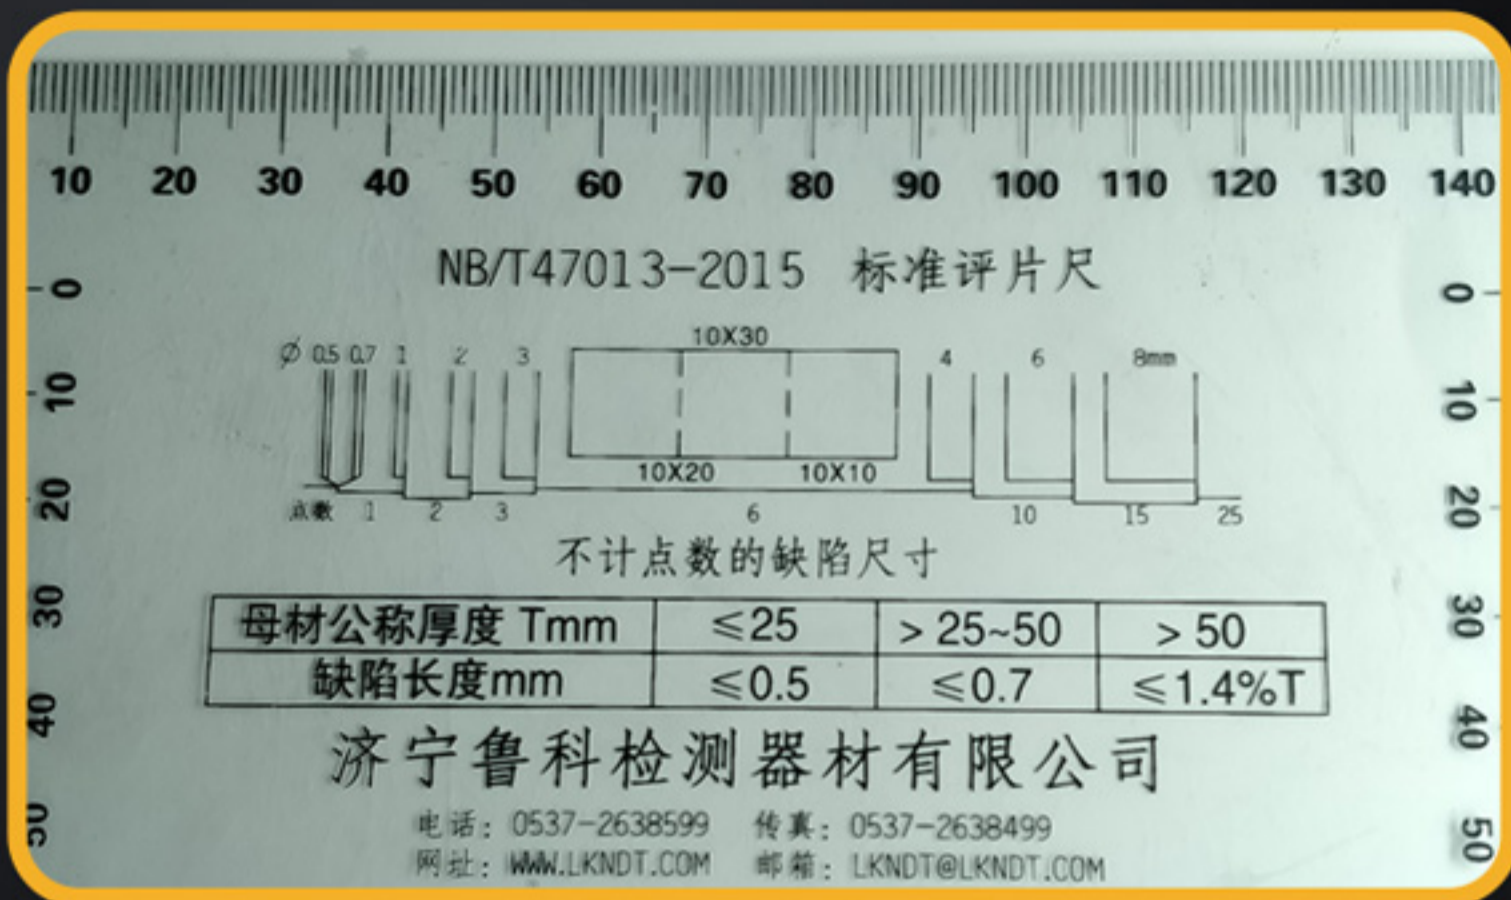 10 20 30 40 50 60 70 80 90 100 110 120 130 140
NB/T47013-2015 标准评片尺
0 0
10X30
Ø 0.5 0.7 1 2 3 4 6 8mm
10 10
10X20 10X10
20 20
点数 1 2 3 6 10 15 25
不计点数的缺陷尺寸
30 30
母材公称厚度 Tmm ≤25 > 25~50 > 50
缺陷长度mm ≤0.5 ≤0.7 ≤1.4%T
40 40
济宁鲁科检测器材有限公司
50 50
电话：0537-2638599 传真：0537-2638499
网址：WWW.LKNDT.COM 邮箱：LKNDT@LKNDT.COM